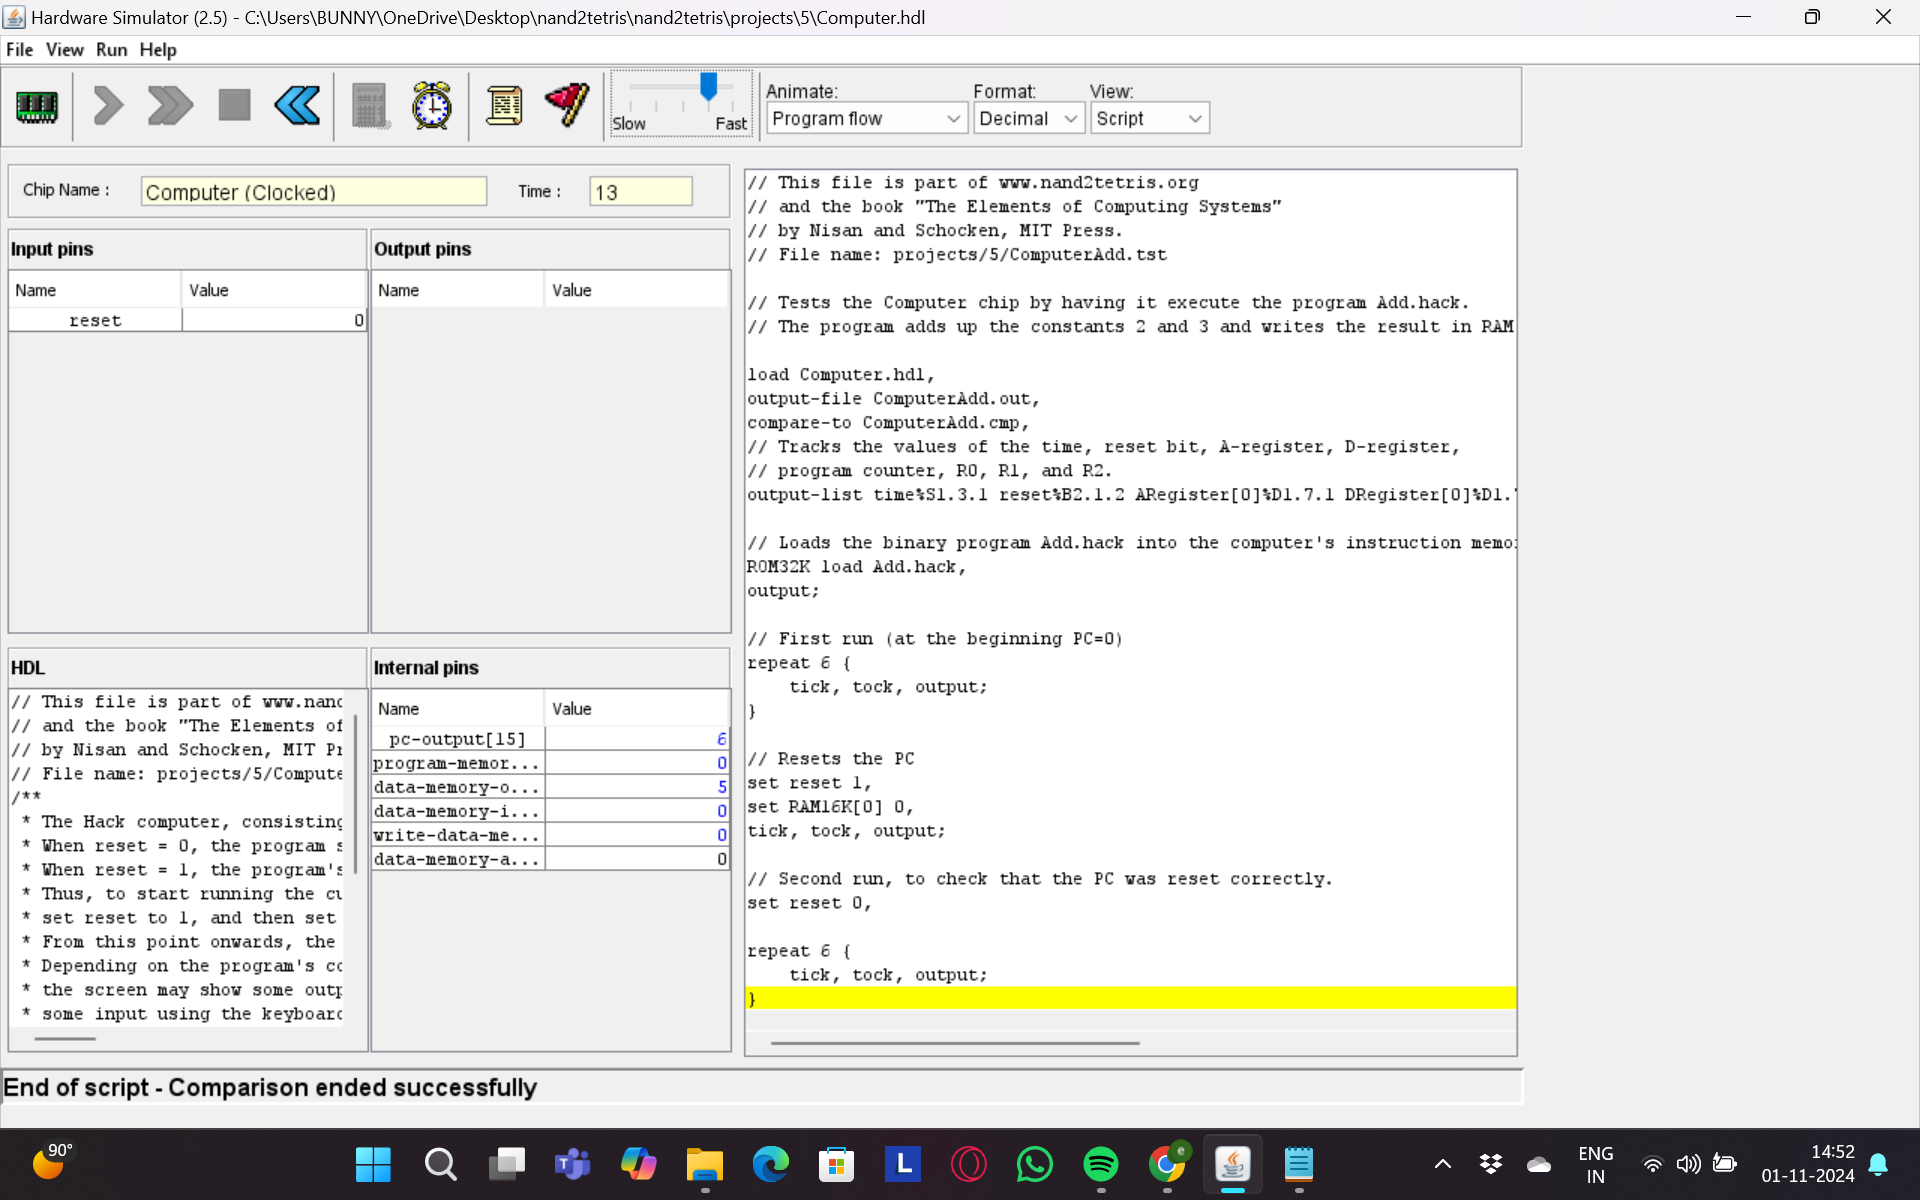 Hardware Simulator (2.5) - C:\Users\BUNNY\OneDrive\Desktop\nand2tetris\nand2tetris\projects\5\Computer.hdl
File View Run Help
Slow Fast
Animate:
Program flow
Format:
Decimal
View:
Script
Chip Name : Computer (Clocked) Time : 13
Input pins
Name Value
reset 0
Output pins
Name Value
HDL
// This file is part of www.nand
// and the book "The Elements of
// by Nisan and Schocken, MIT Pr
// File name: projects/5/Compute
/**
* The Hack computer, consisting
* When reset = 0, the program s
* When reset = 1, the program's
* Thus, to start running the cu
* set reset to 1, and then set
* From this point onwards, the
* Depending on the program's co
* the screen may show some outp
* some input using the keyboard
Internal pins
Name Value
pc-output[15] 6
program-memor... 0
data-memory-o... 5
data-memory-i... 0
write-data-me... 0
data-memory-a... 0
// This file is part of www.nand2tetris.org
// and the book "The Elements of Computing Systems"
// by Nisan and Schocken, MIT Press.
// File name: projects/5/ComputerAdd.tst
// Tests the Computer chip by having it execute the program Add.hack.
// The program adds up the constants 2 and 3 and writes the result in RAM
load Computer.hdl,
output-file ComputerAdd.out,
compare-to ComputerAdd.cmp,
// Tracks the values of the time, reset bit, A-register, D-register,
// program counter, R0, R1, and R2.
output-list time%S1.3.1 reset%B2.1.2 ARegister[0]%D1.7.1 DRegister[0]%D1.
// Loads the binary program Add.hack into the computer's instruction memo
ROM32K load Add.hack,
output;
// First run (at the beginning PC=0)
repeat 6 {
tick, tock, output;
}
// Resets the PC
set reset 1,
set RAM16K[0] 0,
tick, tock, output;
// Second run, to check that the PC was reset correctly.
set reset 0,
repeat 6 {
tick, tock, output;
}
End of script - Comparison ended successfully
90°
L
e
ENG
IN
14:52
01-11-2024